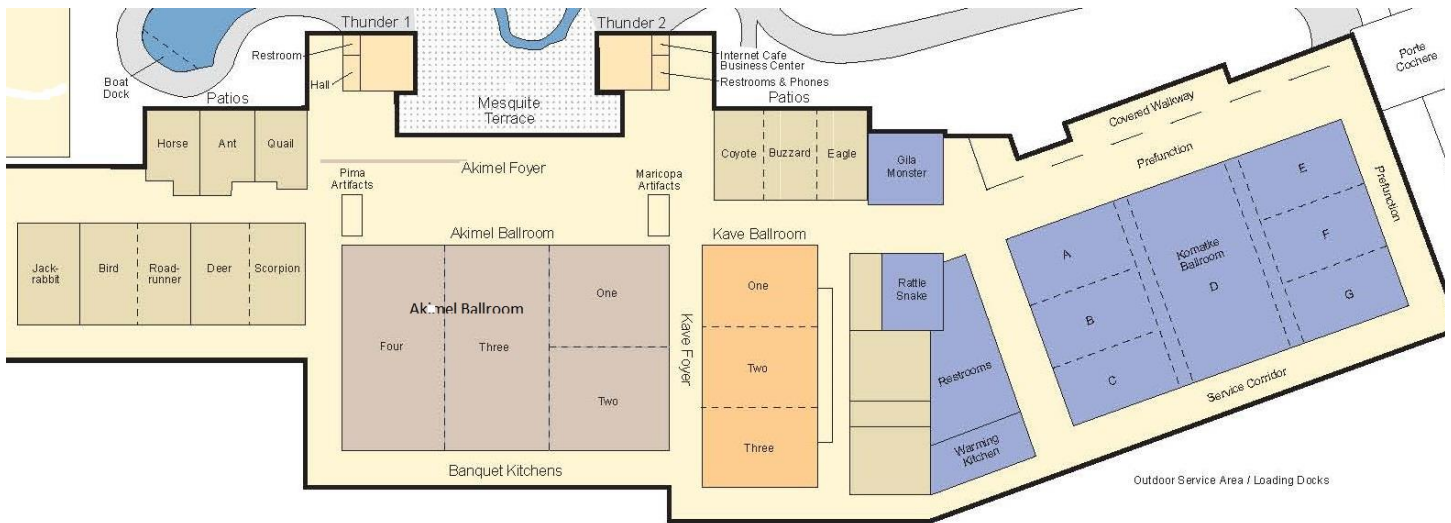 Thunder 1
Thunder 2
Restroom
Hall
Internet Cafe
Business Center
Restrooms & Phones
Boat
Dock
Patios
Mesquite
Terrace
Patios
Porte
Cochere
Covered Walkway
Prefunction
Prefunction
Horse
Ant
Quail
Akimel Foyer
Pima
Artifacts
Maricopa
Artifacts
Coyote
Buzzard
Eagle
Gila
Monster
Akimel Ballroom
Kave Ballroom
Jack-
rabbit
Bird
Road-
runner
Deer
Scorpion
Akimel Ballroom
Four
Three
One
Two
Kave Foyer
One
Two
Three
Rattle
Snake
Restrooms
Warming
Kitchen
A
B
C
Komatke
Ballroom
D
E
F
G
Service Corridor
Banquet Kitchens
Outdoor Service Area / Loading Docks